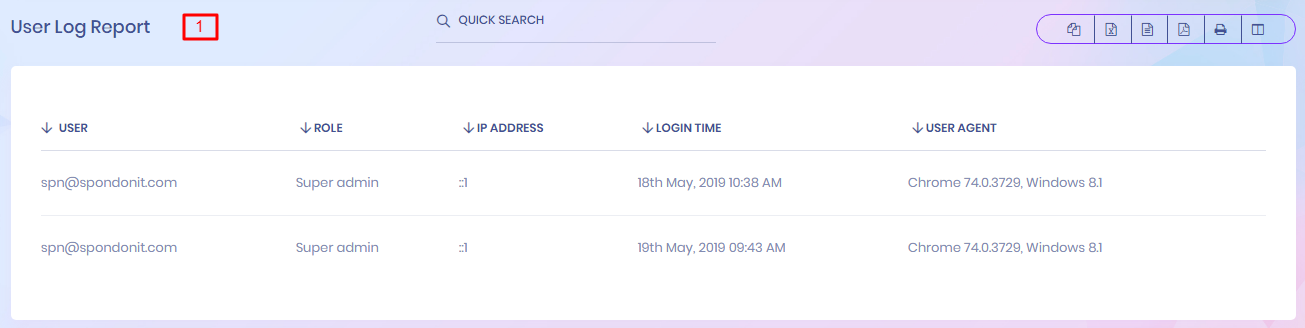 User Log Report 1 QUICK SEARCH
USER ROLE IP ADDRESS LOGIN TIME USER AGENT
spn@spondonit.com Super admin ::1 18th May, 2019 10:38 AM Chrome 74.0.3729, Windows 8.1
spn@spondonit.com Super admin ::1 19th May, 2019 09:43 AM Chrome 74.0.3729, Windows 8.1